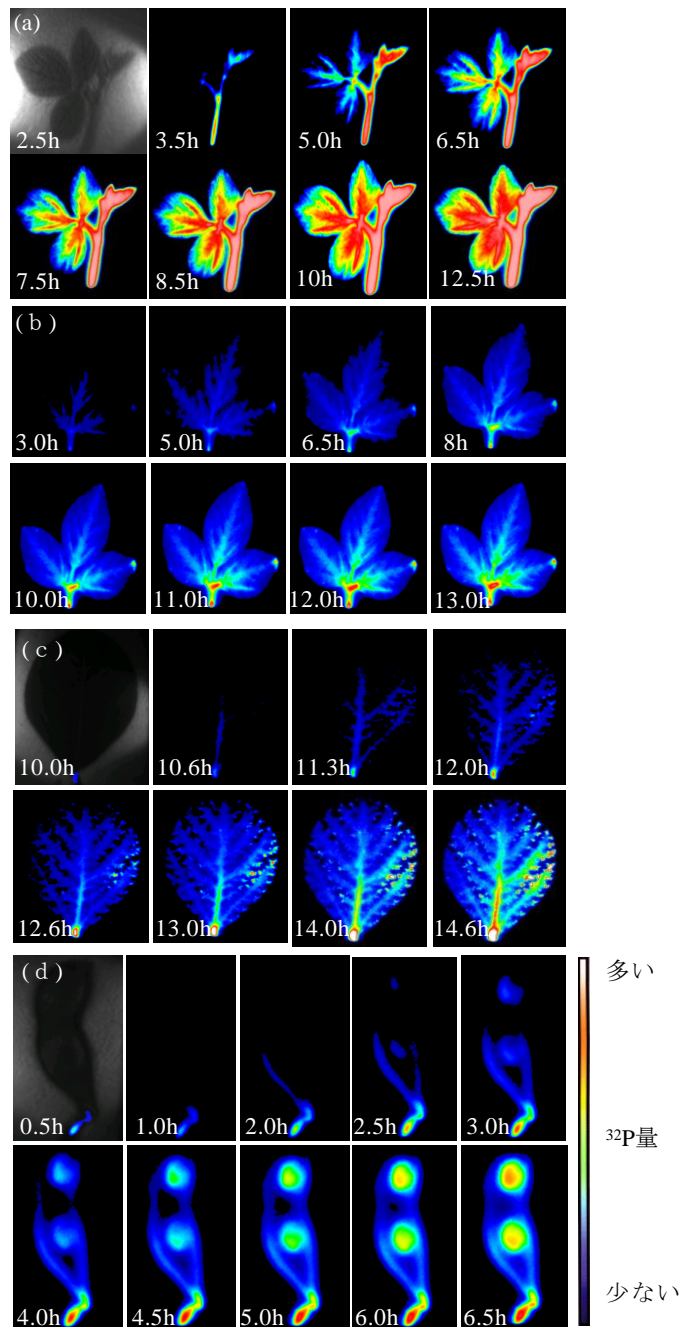 (a)
2.5h 3.5h 5.0h 6.5h
7.5h 8.5h 10h 12.5h
(ｂ)
3.0h 5.0h 6.5h 8h
10.0h 11.0h 12.0h 13.0h
(ｃ)
10.0h 10.6h 11.3h 12.0h
12.6h 13.0h 14.0h 14.6h
(ｄ)
多い
0.5h 1.0h 2.0h 2.5h 3.0h
³²P量
少ない
4.0h 4.5h 5.0h 6.0h 6.5h